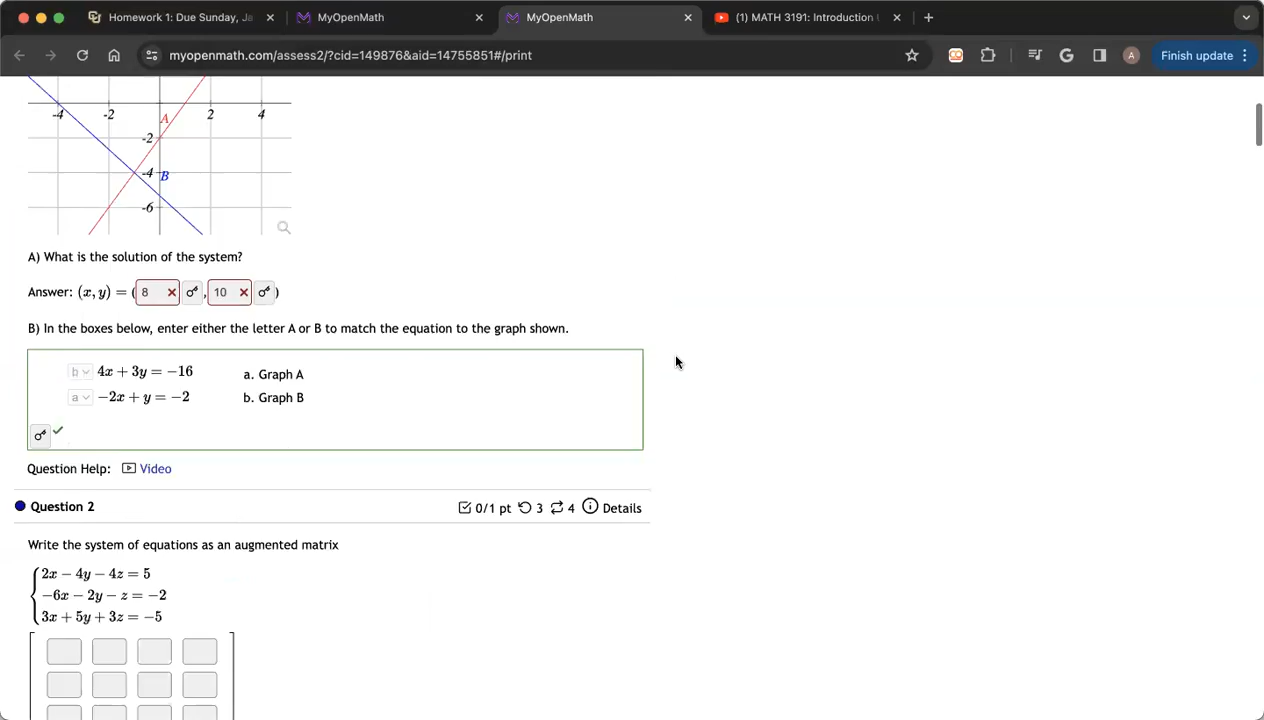 Homework 1: Due Sunday, Ja
MyOpenMath
MyOpenMath
(1) MATH 3191: Introduction
myopenmath.com/assess2/?cid=149876&aid=14755851#/print
A
Finish update
-4 -2 2 4
A
-2
-4 B
-6
A) What is the solution of the system?
Answer: (x, y) = ( 8 , 10 )
B) In the boxes below, enter either the letter A or B to match the equation to the graph shown.
b 4x + 3y = −16 a. Graph A
a −2x + y = −2 b. Graph B
Question Help: Video
Question 2 0/1 pt 3 4 Details
Write the system of equations as an augmented matrix
2x − 4y − 4z = 5
−6x − 2y − z = −2
3x + 5y + 3z = −5